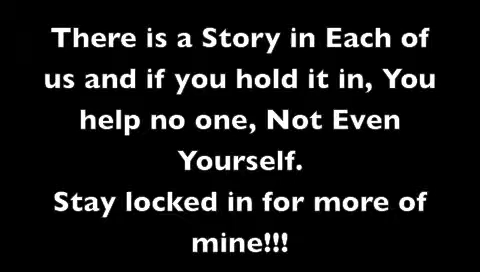 There is a Story in Each of
us and if you hold it in, You
help no one, Not Even
Yourself.
Stay locked in for more of
mine!!!